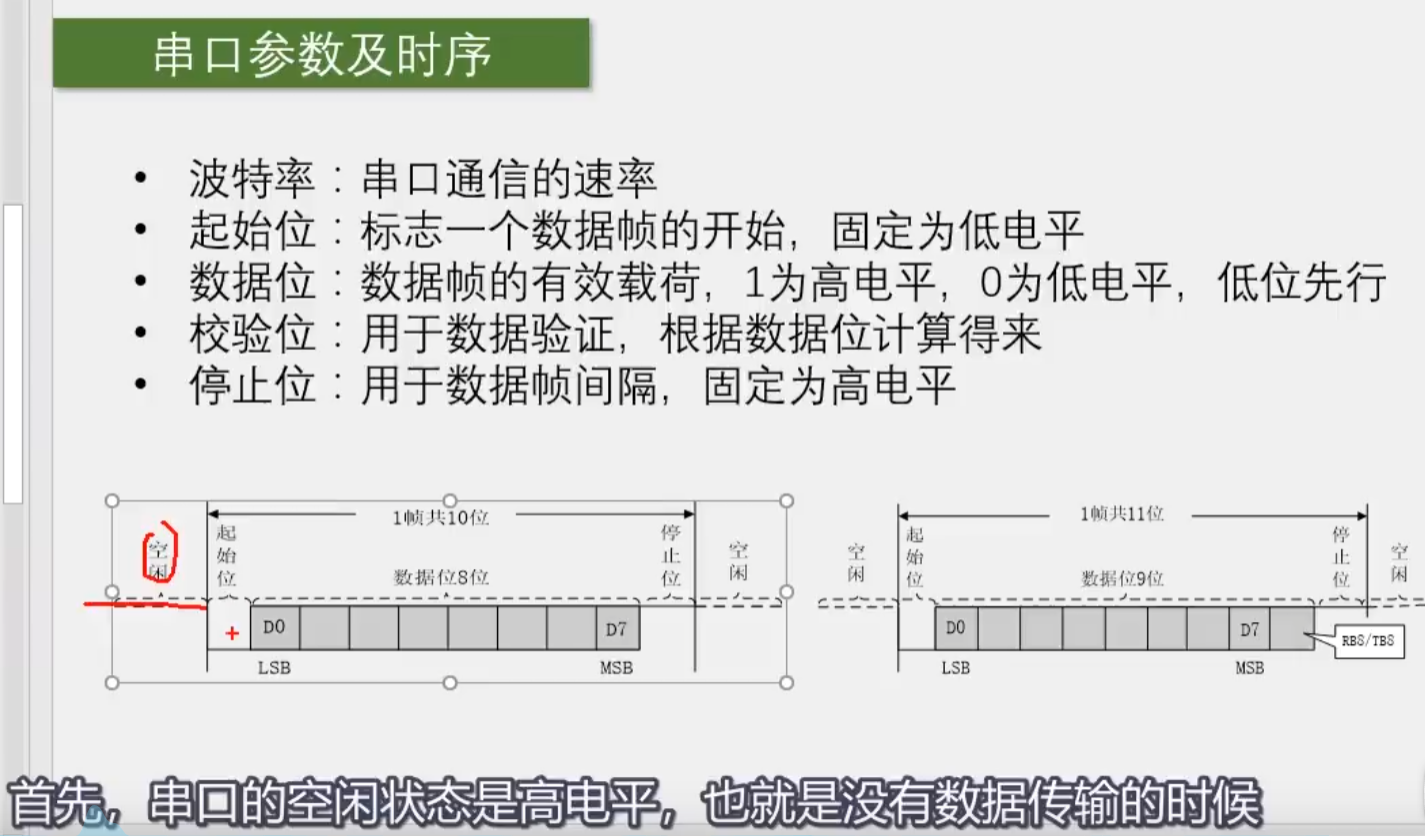 串口参数及时序
• 波特率：串口通信的速率
• 起始位：标志一个数据帧的开始，固定为低电平
• 数据位：数据帧的有效载荷，1为高电平，0为低电平，低位先行
• 校验位：用于数据验证，根据数据位计算得来
• 停止位：用于数据帧间隔，固定为高电平
空闲
起始位
1帧共10位
数据位8位
停止位
空闲
D0
D7
LSB
MSB
空闲
起始位
1帧共11位
数据位9位
停止位
空闲
D0
D7
RB8/TB8
LSB
MSB
首先，串口的空闲状态是高电平，也就是没有数据传输的时候